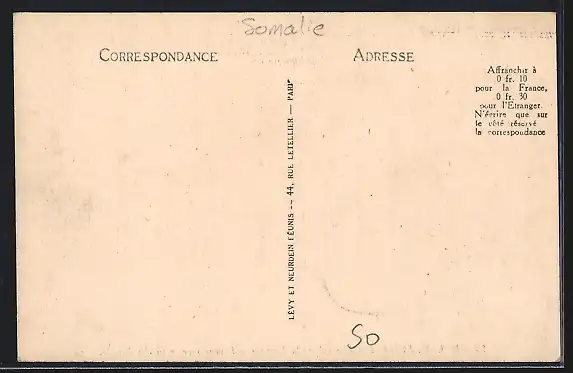 Somalie
CORRESPONDANCE
ADRESSE
Affranchir à
0 fr. 10
pour la France,
0 fr. 30
pour l'Etranger.
N'écrire que sur
le côté réservé
la correspondance
LÉVY ET NEURDEIN RÉUNIS -- 44, RUE LETELLIER — PARIS
50